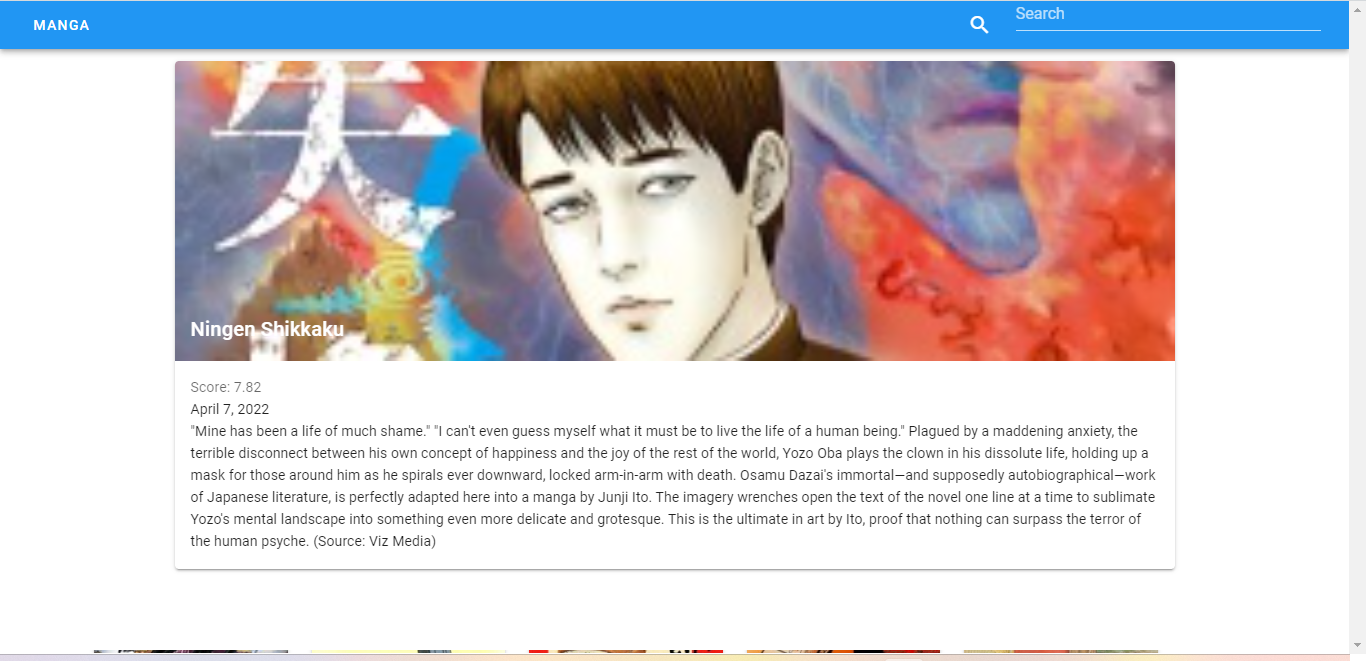 MANGA
Search
失
Ningen Shikkaku
Score: 7.82
April 7, 2022
"Mine has been a life of much shame." "I can't even guess myself what it must be to live the life of a human being." Plagued by a maddening anxiety, the
terrible disconnect between his own concept of happiness and the joy of the rest of the world, Yozo Oba plays the clown in his dissolute life, holding up a
mask for those around him as he spirals ever downward, locked arm-in-arm with death. Osamu Dazai's immortal—and supposedly autobiographical—work
of Japanese literature, is perfectly adapted here into a manga by Junji Ito. The imagery wrenches open the text of the novel one line at a time to sublimate
Yozo's mental landscape into something even more delicate and grotesque. This is the ultimate in art by Ito, proof that nothing can surpass the terror of
the human psyche. (Source: Viz Media)